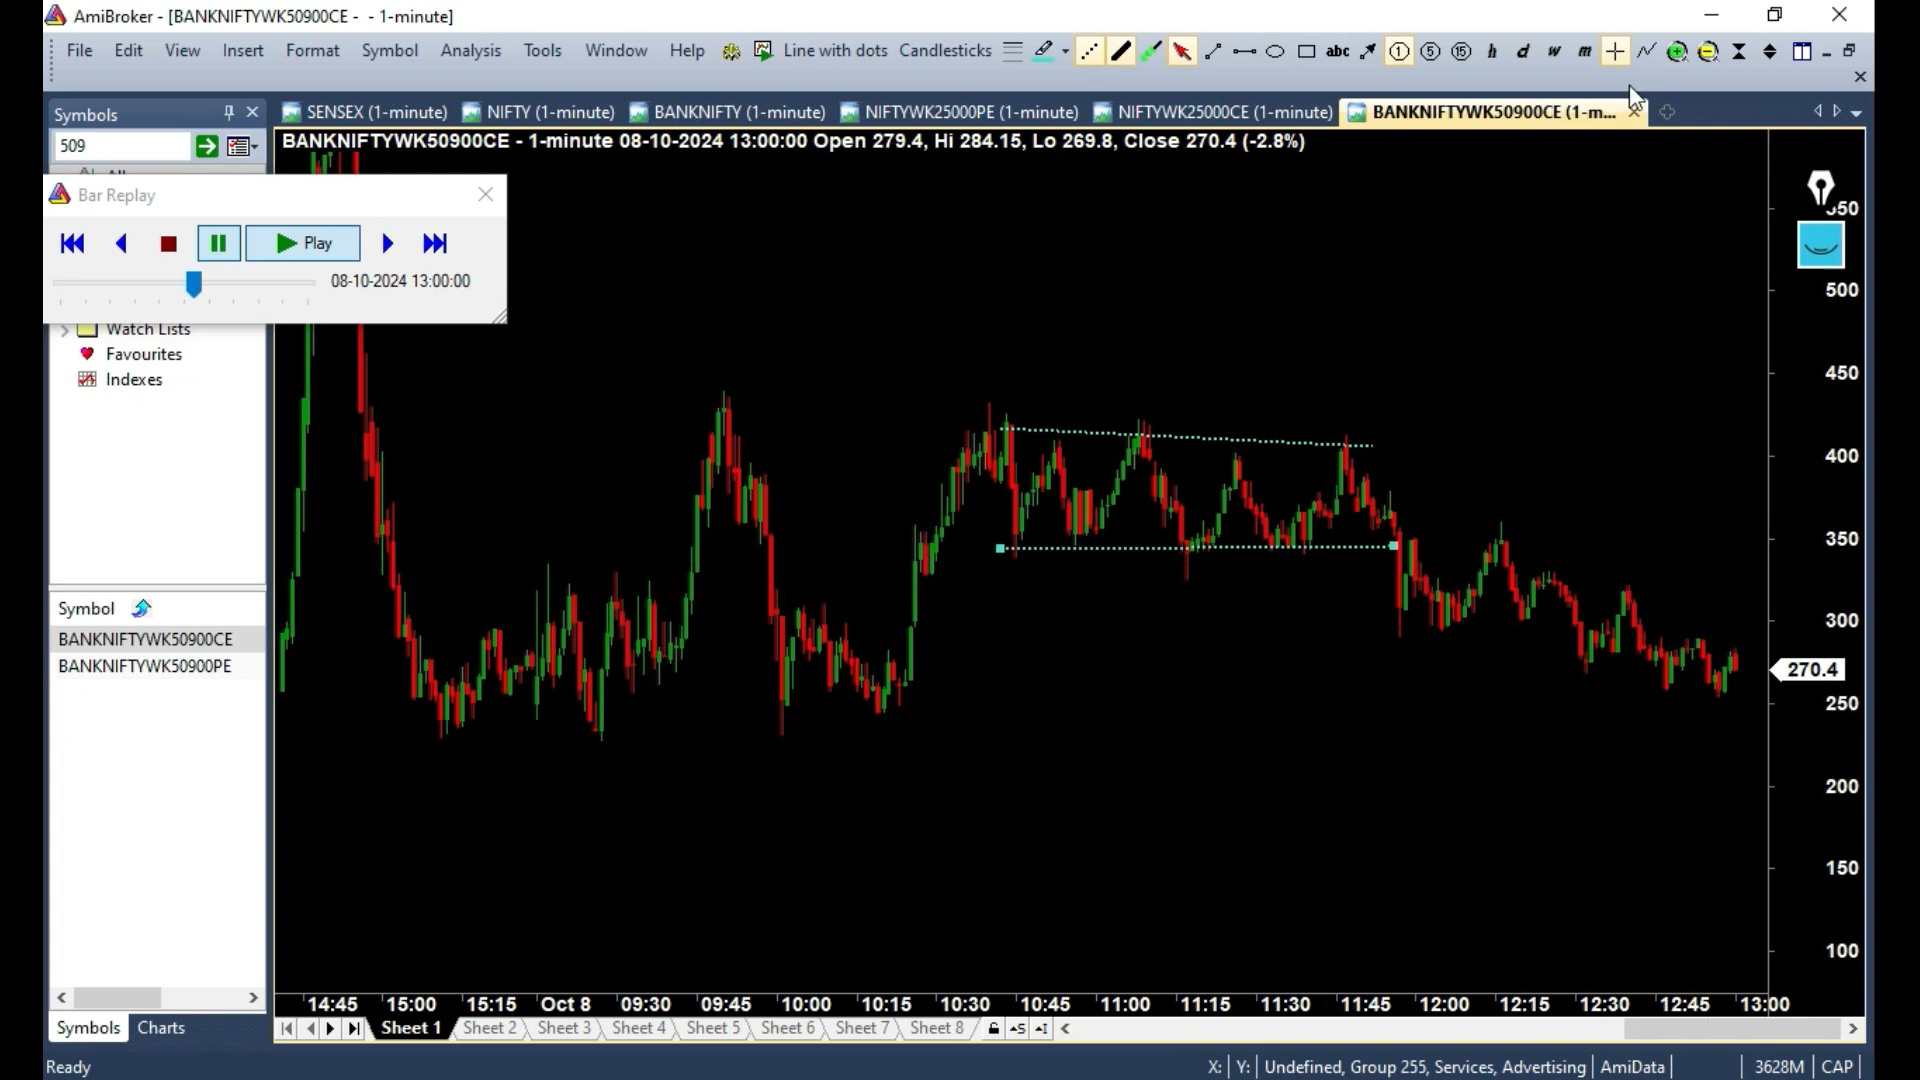 AmiBroker - [BANKNIFTYWK50900CE - - 1-minute]
File Edit View Insert Format Symbol Analysis Tools Window Help Line with dots Candlesticks abc 1 5 15 h d w m
Symbols
SENSEX (1-minute) NIFTY (1-minute) BANKNIFTY (1-minute) NIFTYWK25000PE (1-minute) NIFTYWK25000CE (1-minute) BANKNIFTYWK50900CE (1-m...
509
BANKNIFTYWK50900CE - 1-minute 08-10-2024 13:00:00 Open 279.4, Hi 284.15, Lo 269.8, Close 270.4 (-2.8%)
Bar Replay
Play
08-10-2024 13:00:00
Watch Lists
Favourites
Indexes
Symbol
BANKNIFTYWK50900CE
BANKNIFTYWK50900PE
500
450
400
350
300
270.4
250
200
150
100
14:45 15:00 15:15 Oct 8 09:30 09:45 10:00 10:15 10:30 10:45 11:00 11:15 11:30 11:45 12:00 12:15 12:30 12:45 13:00
Symbols Charts
Sheet 1 Sheet 2 Sheet 3 Sheet 4 Sheet 5 Sheet 6 Sheet 7 Sheet 8
Ready
X: Y: Undefined, Group 255, Services, Advertising AmiData 3628M CAP